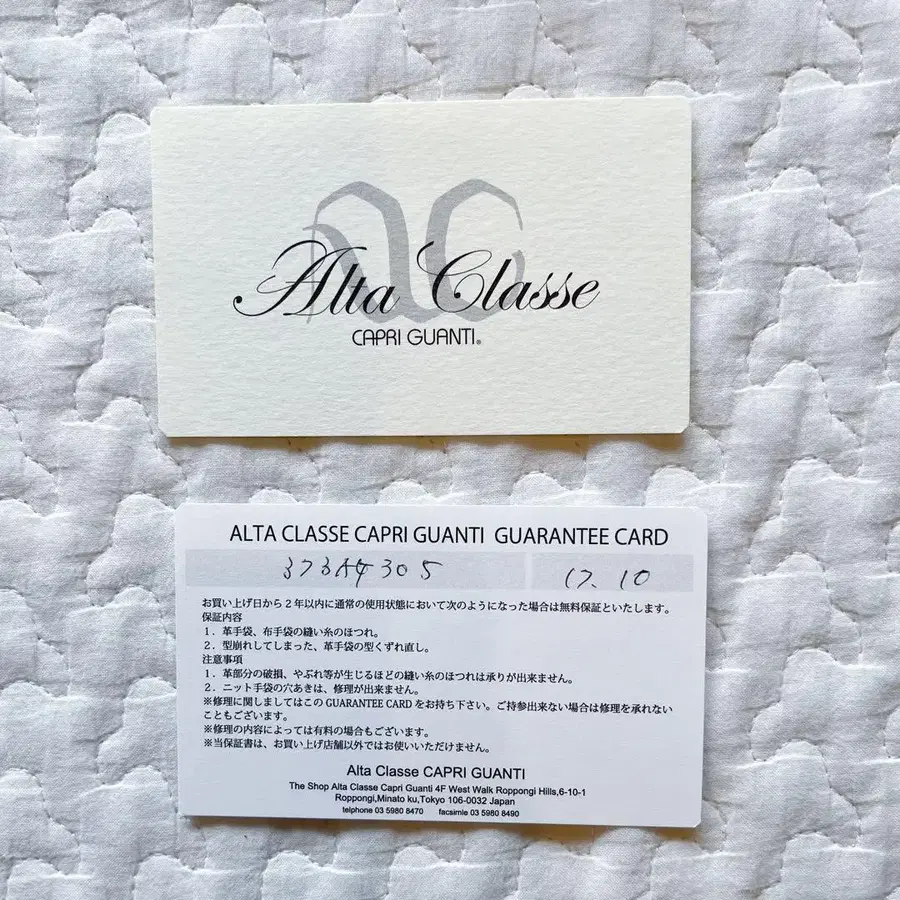 Alta Classe
CAPRI GUANTI®
ALTA CLASSE CAPRI GUANTI GUARANTEE CARD
373A4305 17.10
お買い上げ日から2年以内に通常の使用状態において次のようになった場合は無料保証といたします。
保証内容
1．革手袋、布手袋の縫い糸のほつれ。
2．型崩れしてしまった、革手袋の型くずれ直し。
注意事項
1．革部分の破損、やぶれ等が生じるほどの縫い糸のほつれは承りが出来ません。
2．ニット手袋の穴あきは、修理が出来ません。
※修理に関しましてはこの GUARANTEE CARD をお持ち下さい。ご持参出来ない場合は修理を承れない
こともございます。
※修理の内容によっては有料の場合もございます。
※当保証書は、お買い上げ店舗以外ではお使いいただけません。
Alta Classe CAPRI GUANTI
The Shop Alta Classe Capri Guanti 4F West Walk Roppongi Hills,6-10-1
Roppongi,Minato ku,Tokyo 106-0032 Japan
telphone 03 5980 8470 facsimle 03 5980 8490